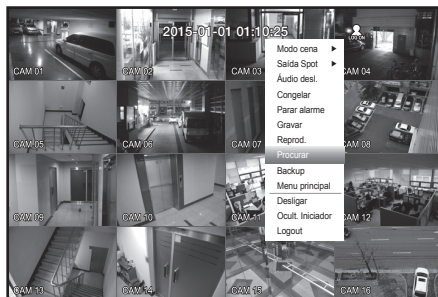 2015-01-01 01:10:25
LOG ON
CAM 01
CAM 02
CAM 03
CAM 04
Modo cena
Saída Spot
Áudio desl.
Congelar
Parar alarme
Gravar
Reprod.
Procurar
Backup
Menu principal
Desligar
Ocult. Iniciador
Logout
CAM 05
CAM 06
CAM 07
CAM 08
CAM 09
CAM 10
CAM 11
CAM 12
CAM 13
CAM 14
CAM 15
CAM 16